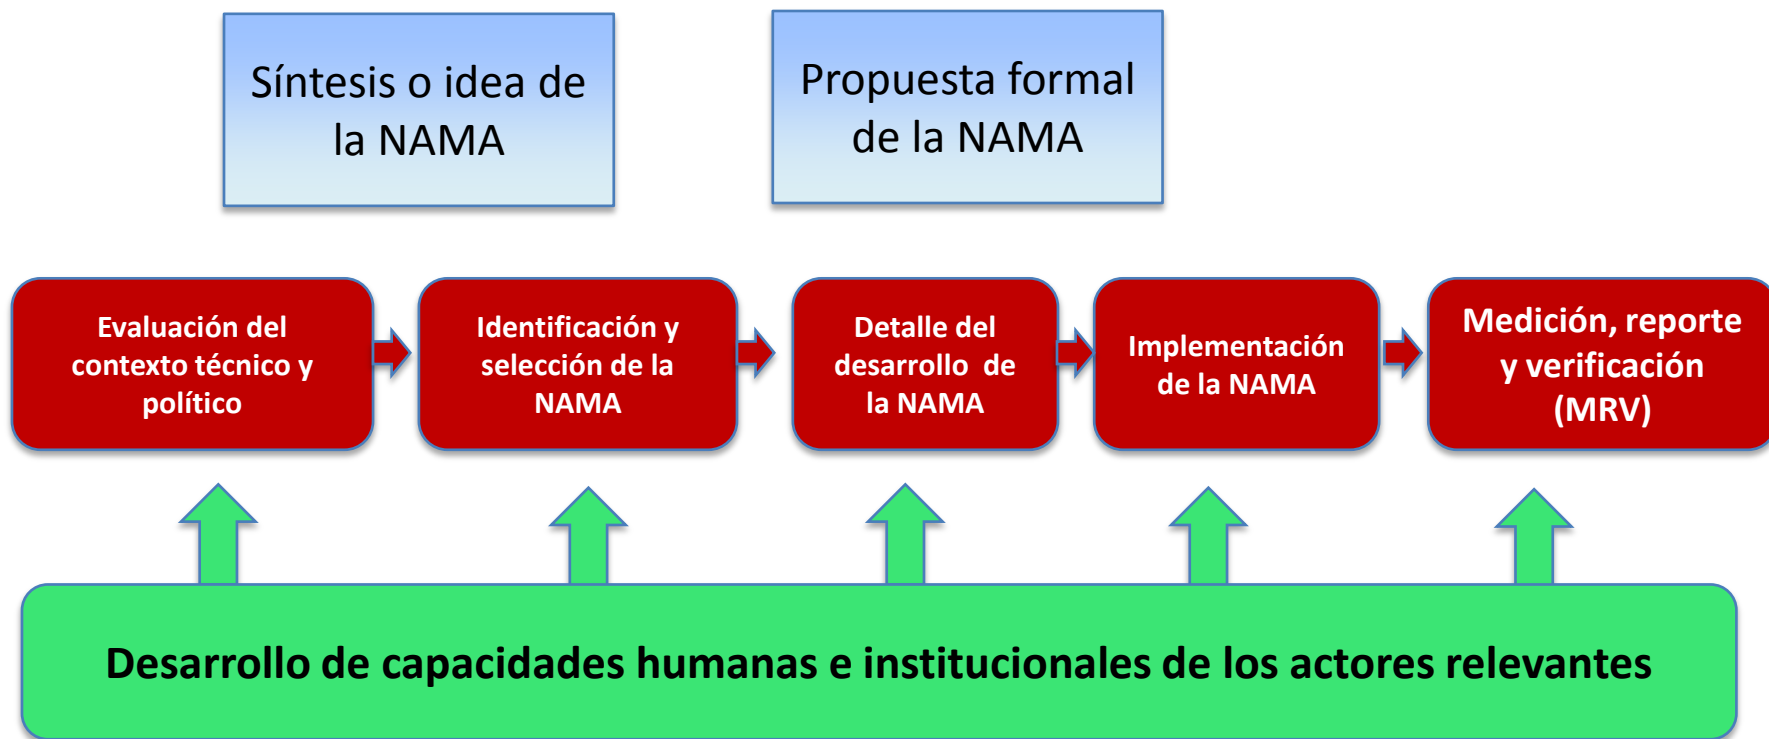 Síntesis o idea de
la NAMA
Propuesta formal
de la NAMA
Evaluación del
contexto técnico y
político
Identificación y
selección de la
NAMA
Detalle del
desarrollo  de
la NAMA
Implementación
de la NAMA
Medición, reporte
y verificación
(MRV)
Desarrollo de capacidades humanas e institucionales de los actores relevantes